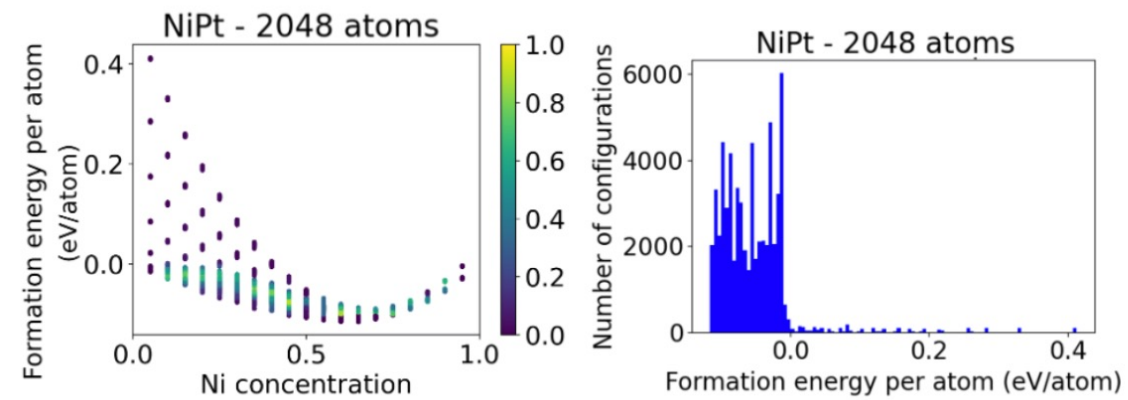 NiPt - 2048 atoms
Formation energy per atom
(eV/atom)
0.4
0.2
0.0
0.0
0.5
1.0
Ni concentration
1.0
0.8
0.6
0.4
0.2
0.0
NiPt - 2048 atoms
Number of configurations
6000
4000
2000
0
0.0
0.2
0.4
Formation energy per atom (eV/atom)